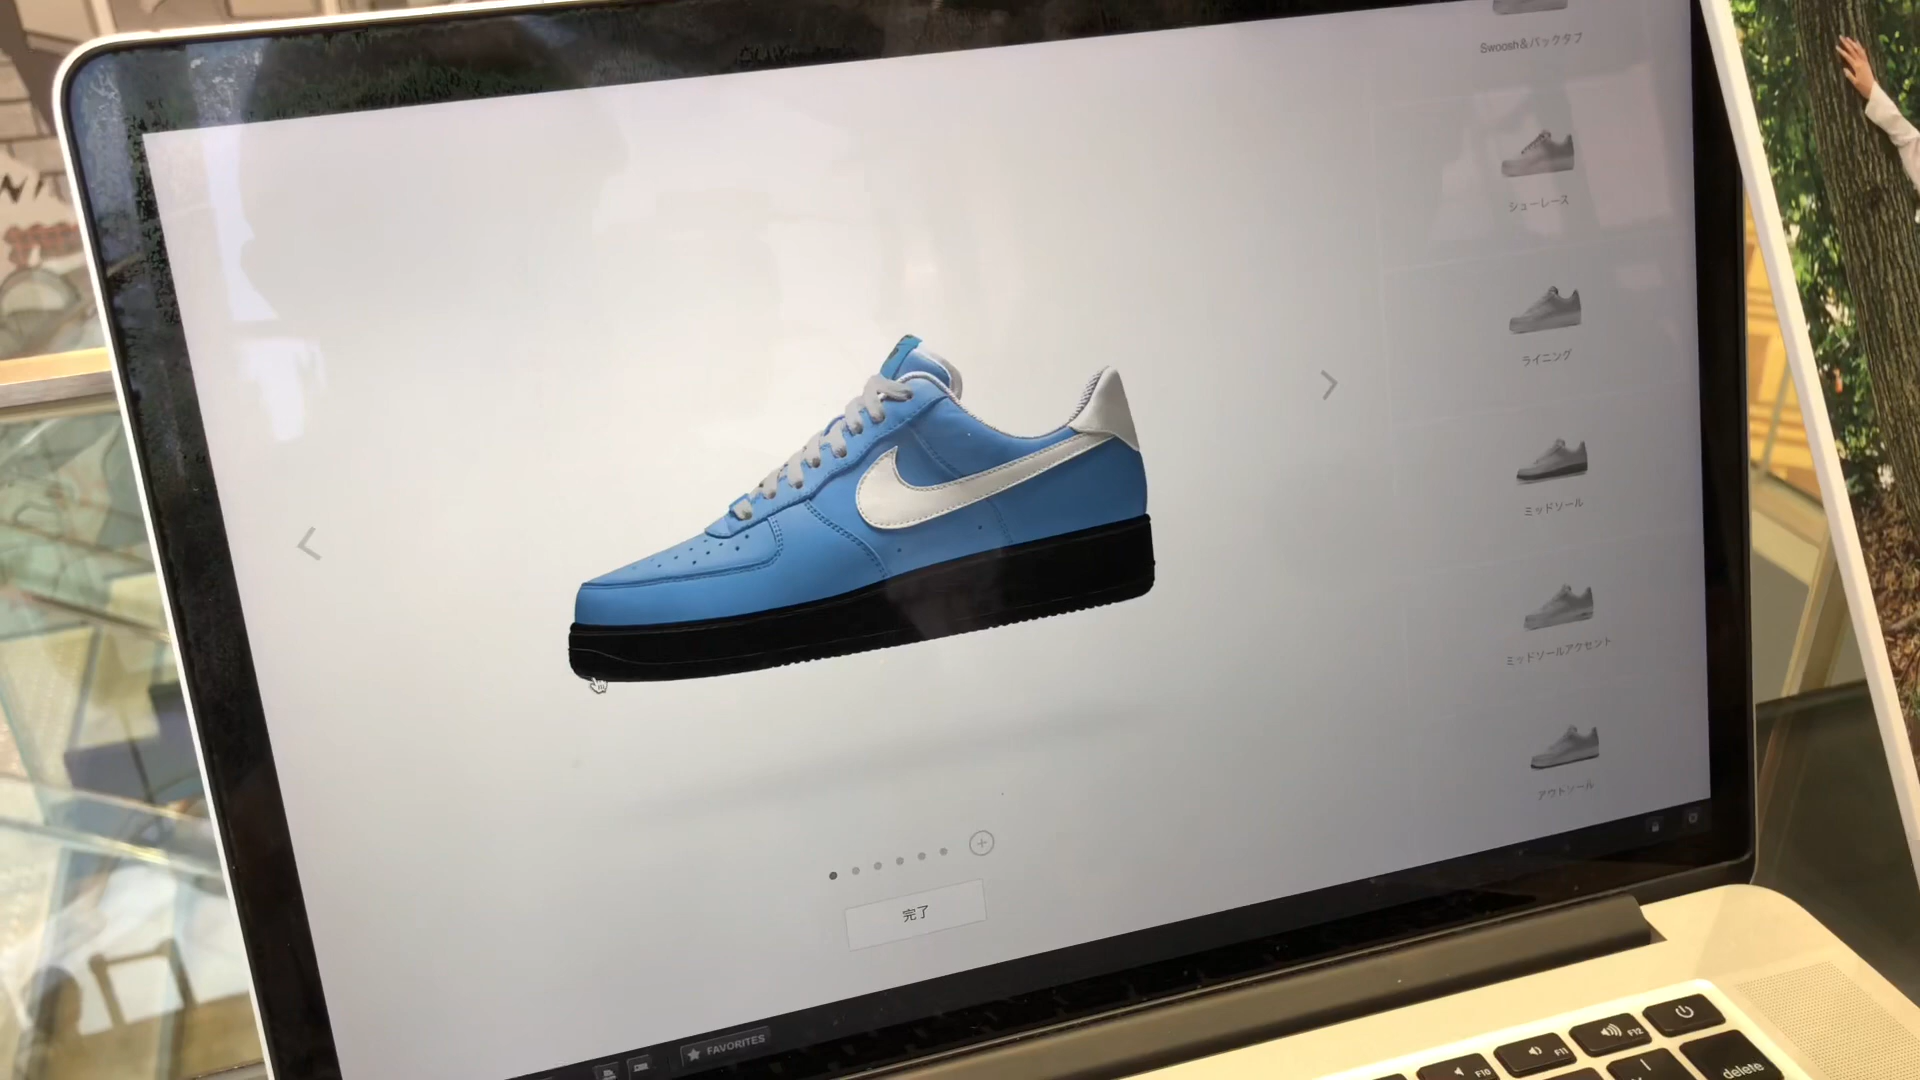 Swoosh&バックタブ
シューレース
ライニング
ミッドソール
ミッドソールアクセント
アウトソール
完了
FAVORITES
F10
F11
F12
delete